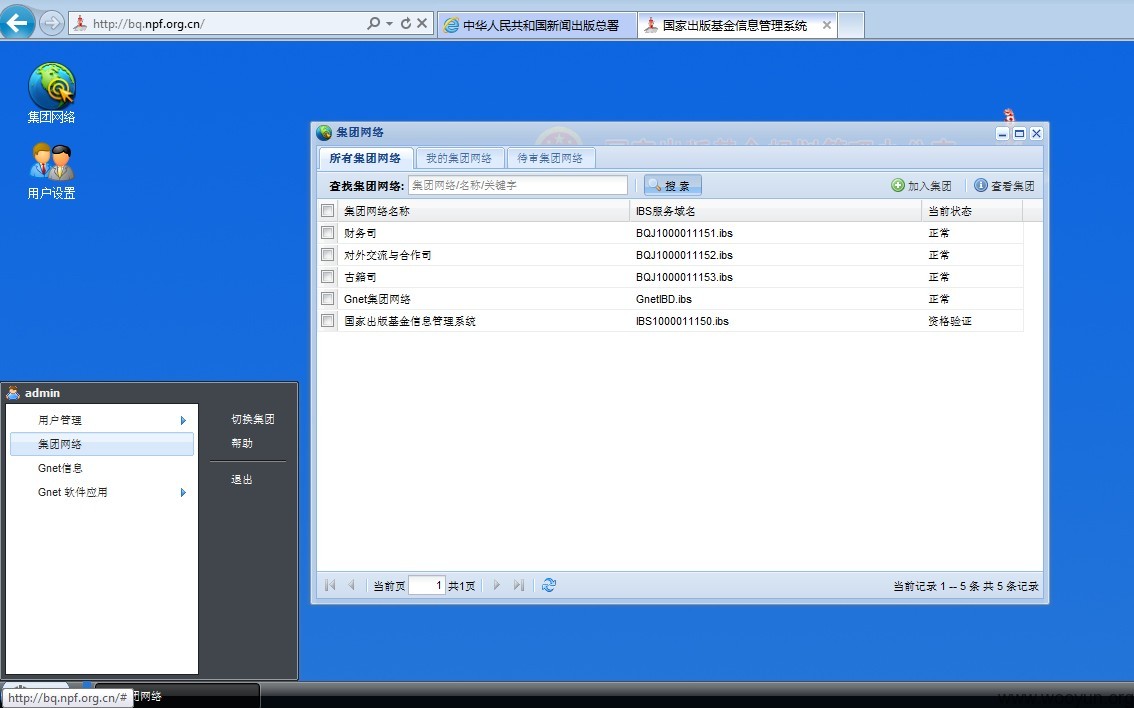 http://bq.npf.org.cn/
中华人民共和国新闻出版总署
国家出版基金信息管理系统
集团网络
用户设置
集团网络
所有集团网络 我的集团网络 待审集团网络
查找集团网络: 集团网络/名称/关键字 搜 索 加入集团 查看集团
集团网络名称 IBS服务域名 当前状态
财务司 BQJ1000011151.ibs 正常
对外交流与合作司 BQJ1000011152.ibs 正常
古籍司 BQJ1000011153.ibs 正常
Gnet集团网络 GnetIBD.ibs 正常
国家出版基金信息管理系统 IBS1000011150.ibs 资格验证
admin
用户管理 切换集团
集团网络 帮助
Gnet信息 退出
Gnet 软件应用
当前页 1 共1页 当前记录 1 -- 5 条 共 5 条记录
http://bq.npf.org.cn/# 团网络